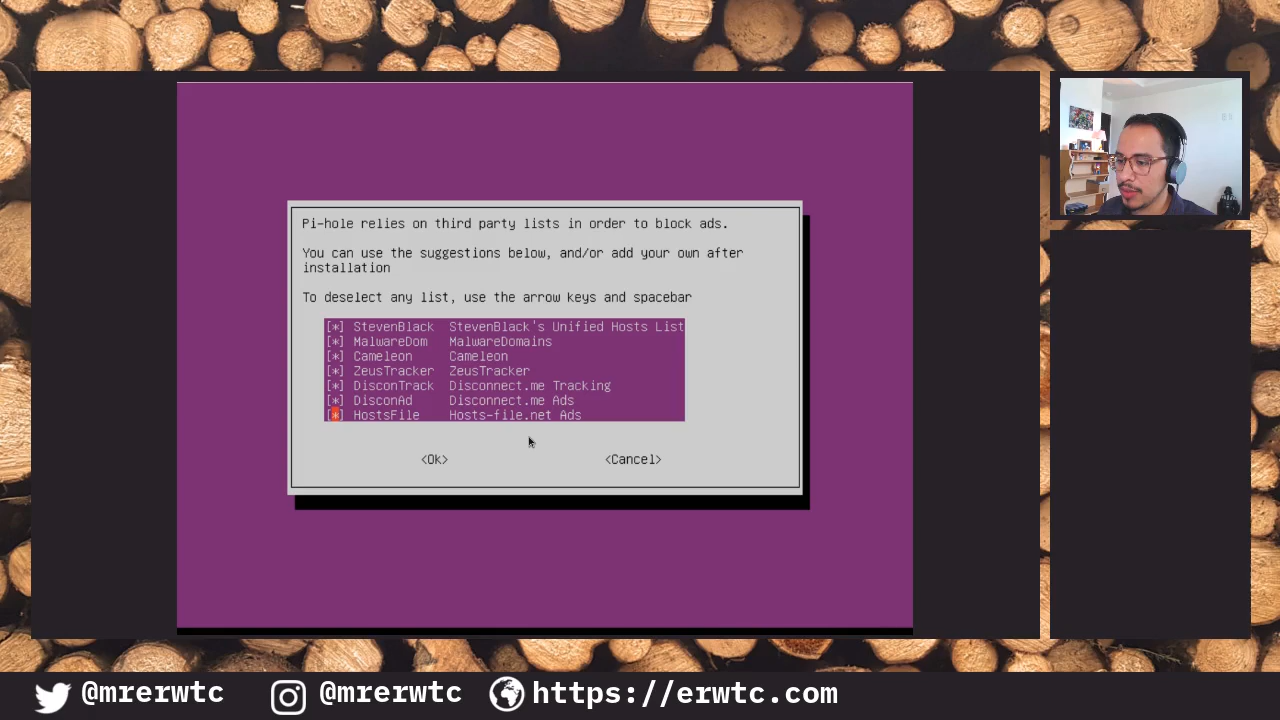 Pi-hole relies on third party lists in order to block ads.
You can use the suggestions below, and/or add your own after
installation
To deselect any list, use the arrow keys and spacebar
[*] StevenBlack StevenBlack's Unified Hosts List
[*] MalwareDom MalwareDomains
[*] Cameleon Cameleon
[*] ZeusTracker ZeusTracker
[*] DisconTrack Disconnect.me Tracking
[*] DisconAd Disconnect.me Ads
[*] HostsFile Hosts-file.net Ads
<Ok> <Cancel>
@mrerwtc @mrerwtc https://erwtc.com